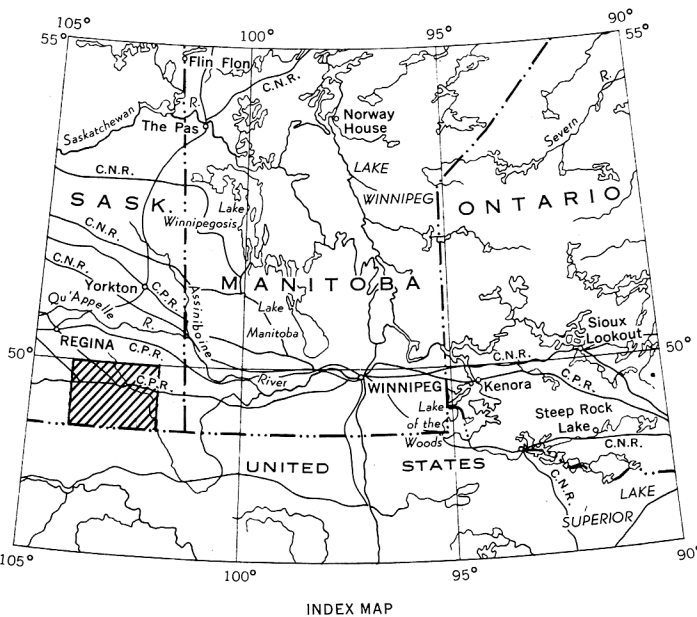 105°
100°
90°
55°
95°
55°
Flin Flon
C.N.R.
R.
R.
Saskatchewan
The Pas
Norway
House
Severn
C.N.R.
LAKE
WINNIPEG
SASK.
Lake
Winnipegosis
ONTARIO
C.N.R.
C.N.R.
MANITOBA
Yorkton
C.P.R.
Assiniboine
Qu'Appelle
R.
Lake
Manitoba
Sioux
Lookout
REGINA
C.P.R.
50°
C.N.R.
50°
C.P.R.
River
WINNIPEG
Kenora
C.P.R.
Lake
of the
Woods
Steep Rock
Lake
C.N.R.
UNITED STATES
C.N.R.
LAKE
SUPERIOR
105°
100°
95°
90°
INDEX MAP